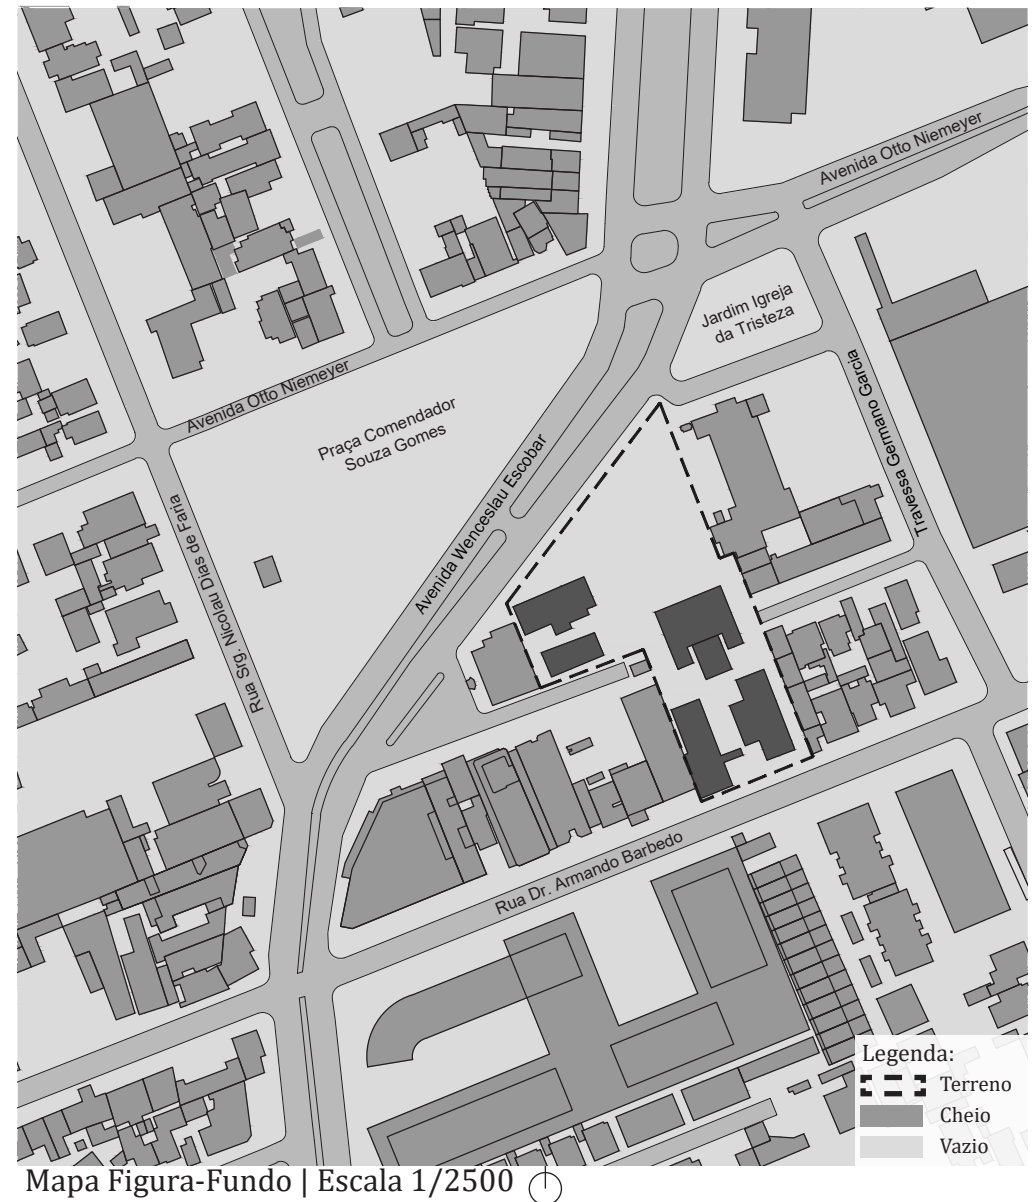 Avenida Otto Niemeyer
Jardim Igreja
da Tristeza
Avenida Otto Niemeyer
Praça Comendador
Souza Gomes
Travessa Germano Garcia
Avenida Wenceslau Escobar
Rua Srg. Nicolau Dias de Faria
Rua Dr. Armando Barbedo
Legenda:
Terreno
Cheio
Vazio
Mapa Figura-Fundo | Escala 1/2500